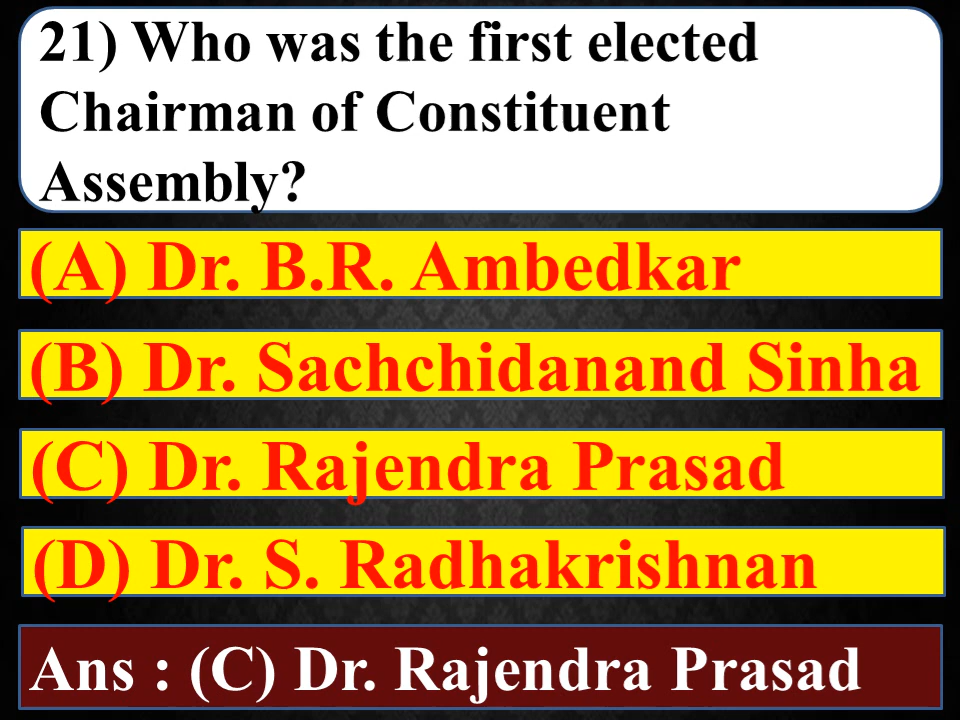 21) Who was the first elected
Chairman of Constituent
Assembly?
(A) Dr. B.R. Ambedkar
(B) Dr. Sachchidanand Sinha
(C) Dr. Rajendra Prasad
(D) Dr. S. Radhakrishnan
Ans : (C) Dr. Rajendra Prasad